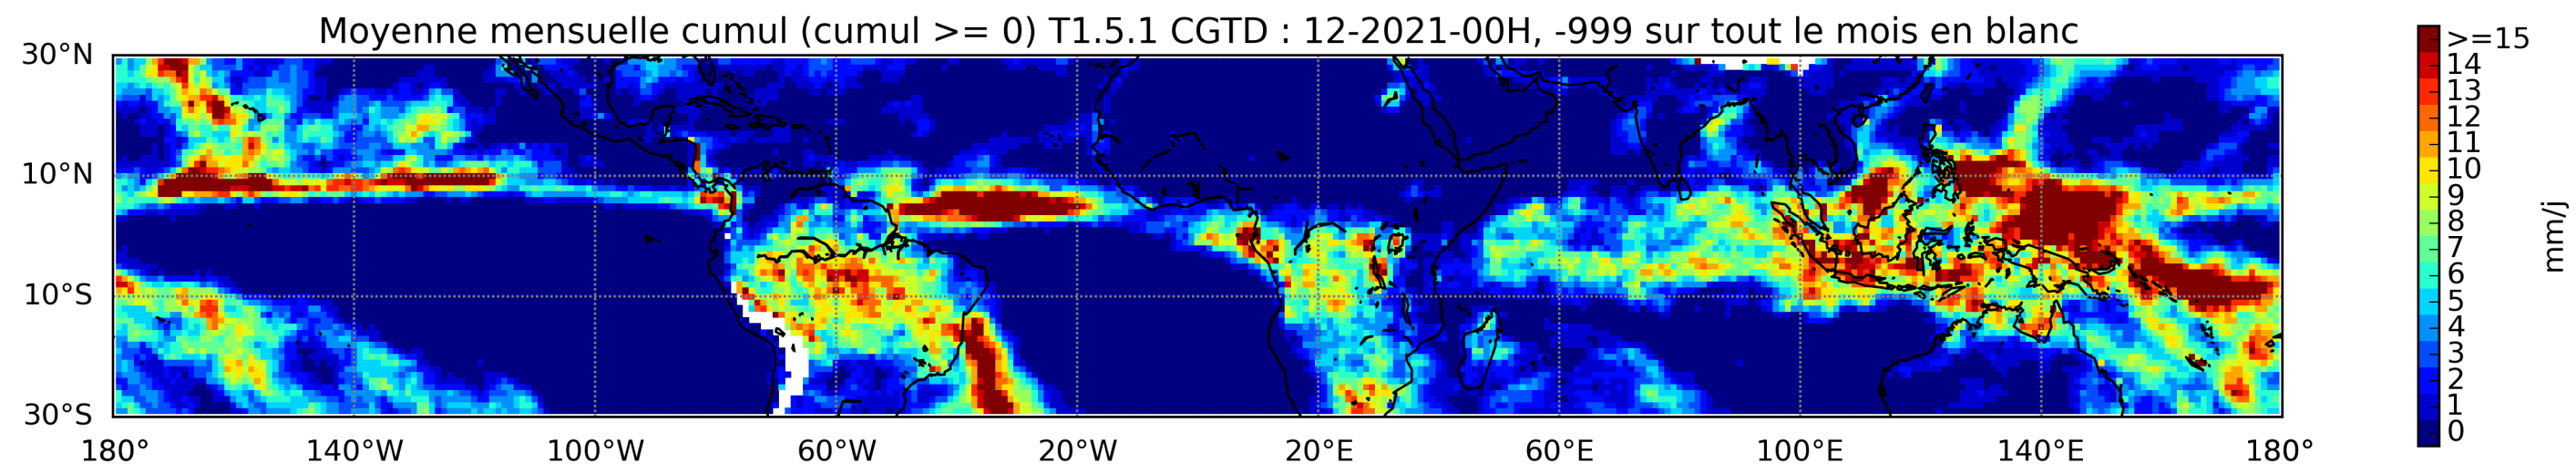 Moyenne mensuelle cumul (cumul >= 0) T1.5.1 CGTD : 12-2021-00H, -999 sur tout le mois en blanc
30°N
10°N
10°S
30°S
180°
140°W
100°W
60°W
20°W
20°E
60°E
100°E
140°E
180°
>=15
14
13
12
11
10
9
8
7
6
5
4
3
2
1
0
mm/j